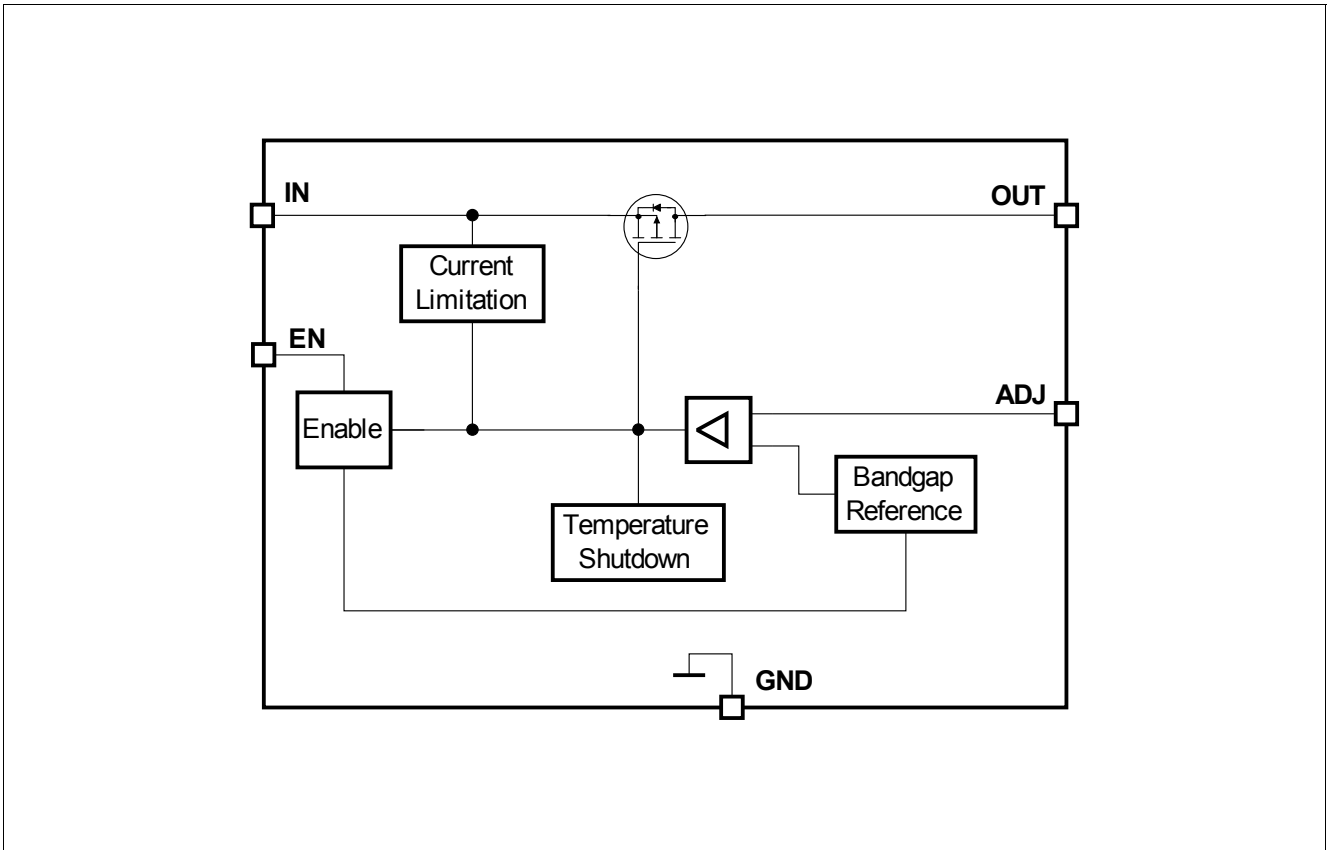 IN
OUT
Current
Limitation
EN
ADJ
Enable
Bandgap
Reference
Temperature
Shutdown
GND